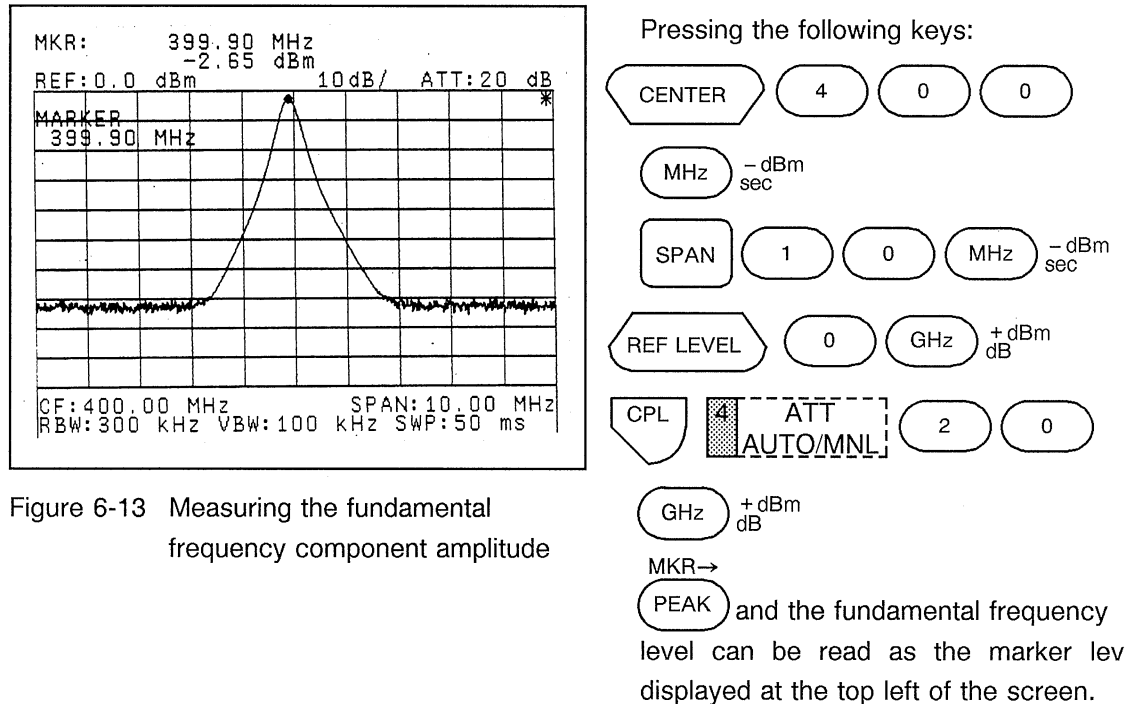 MKR: 399.90 MHz
-2.65 dBm
REF:0.0 dBm 10dB/ ATT:20 dB
*
MARKER
399.90 MHz
CF:400.00 MHz SPAN:10.00 MHz
RBW:300 kHz VBW:100 kHz SWP:50 ms
Figure 6-13 Measuring the fundamental
frequency component amplitude
Pressing the following keys:
CENTER 4 0 0
MHz -dBm
sec
SPAN 1 0 MHz -dBm
sec
REF LEVEL 0 GHz +dBm
dB
CPL 4 ATT
AUTO/MNL 2 0
GHz +dBm
dB
MKR→
PEAK and the fundamental frequency
level can be read as the marker lev
displayed at the top left of the screen.